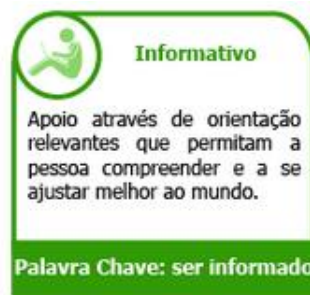 Informativo
Apoio através de orientação
relevantes que permitam a
pessoa compreender e a se
ajustar melhor ao mundo.
Palavra Chave: ser informado